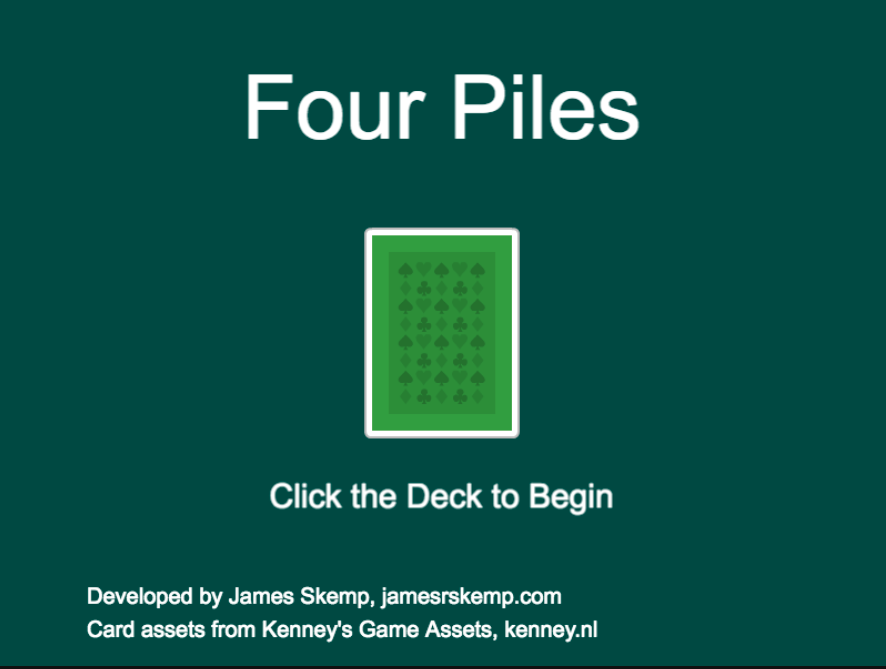 Four Piles
Click the Deck to Begin
Developed by James Skemp, jamesrskemp.com
Card assets from Kenney's Game Assets, kenney.nl